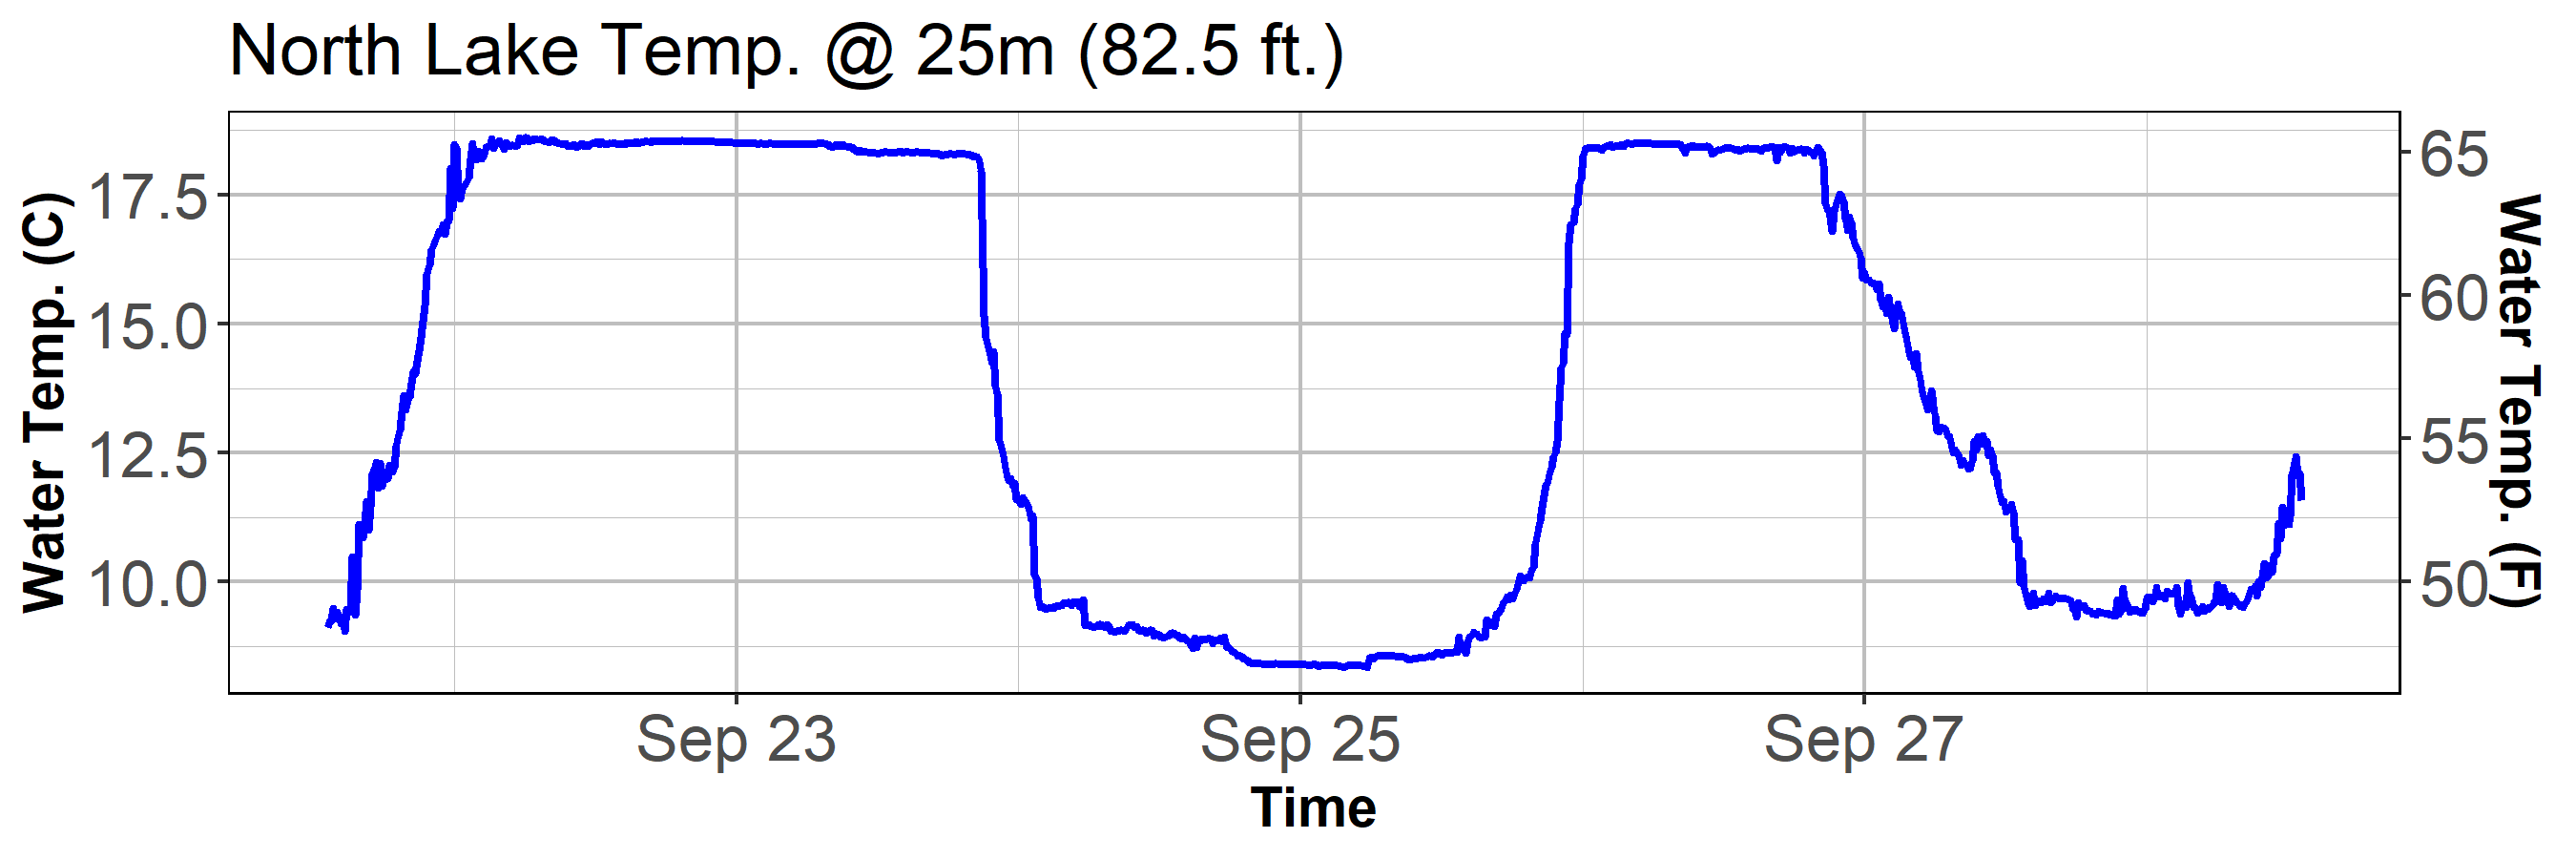 North Lake Temp. @ 25m (82.5 ft.)
Water Temp. (C)
17.5
15.0
12.5
10.0
65
60
55
50
Water Temp. (F)
Sep 23
Sep 25
Sep 27
Time